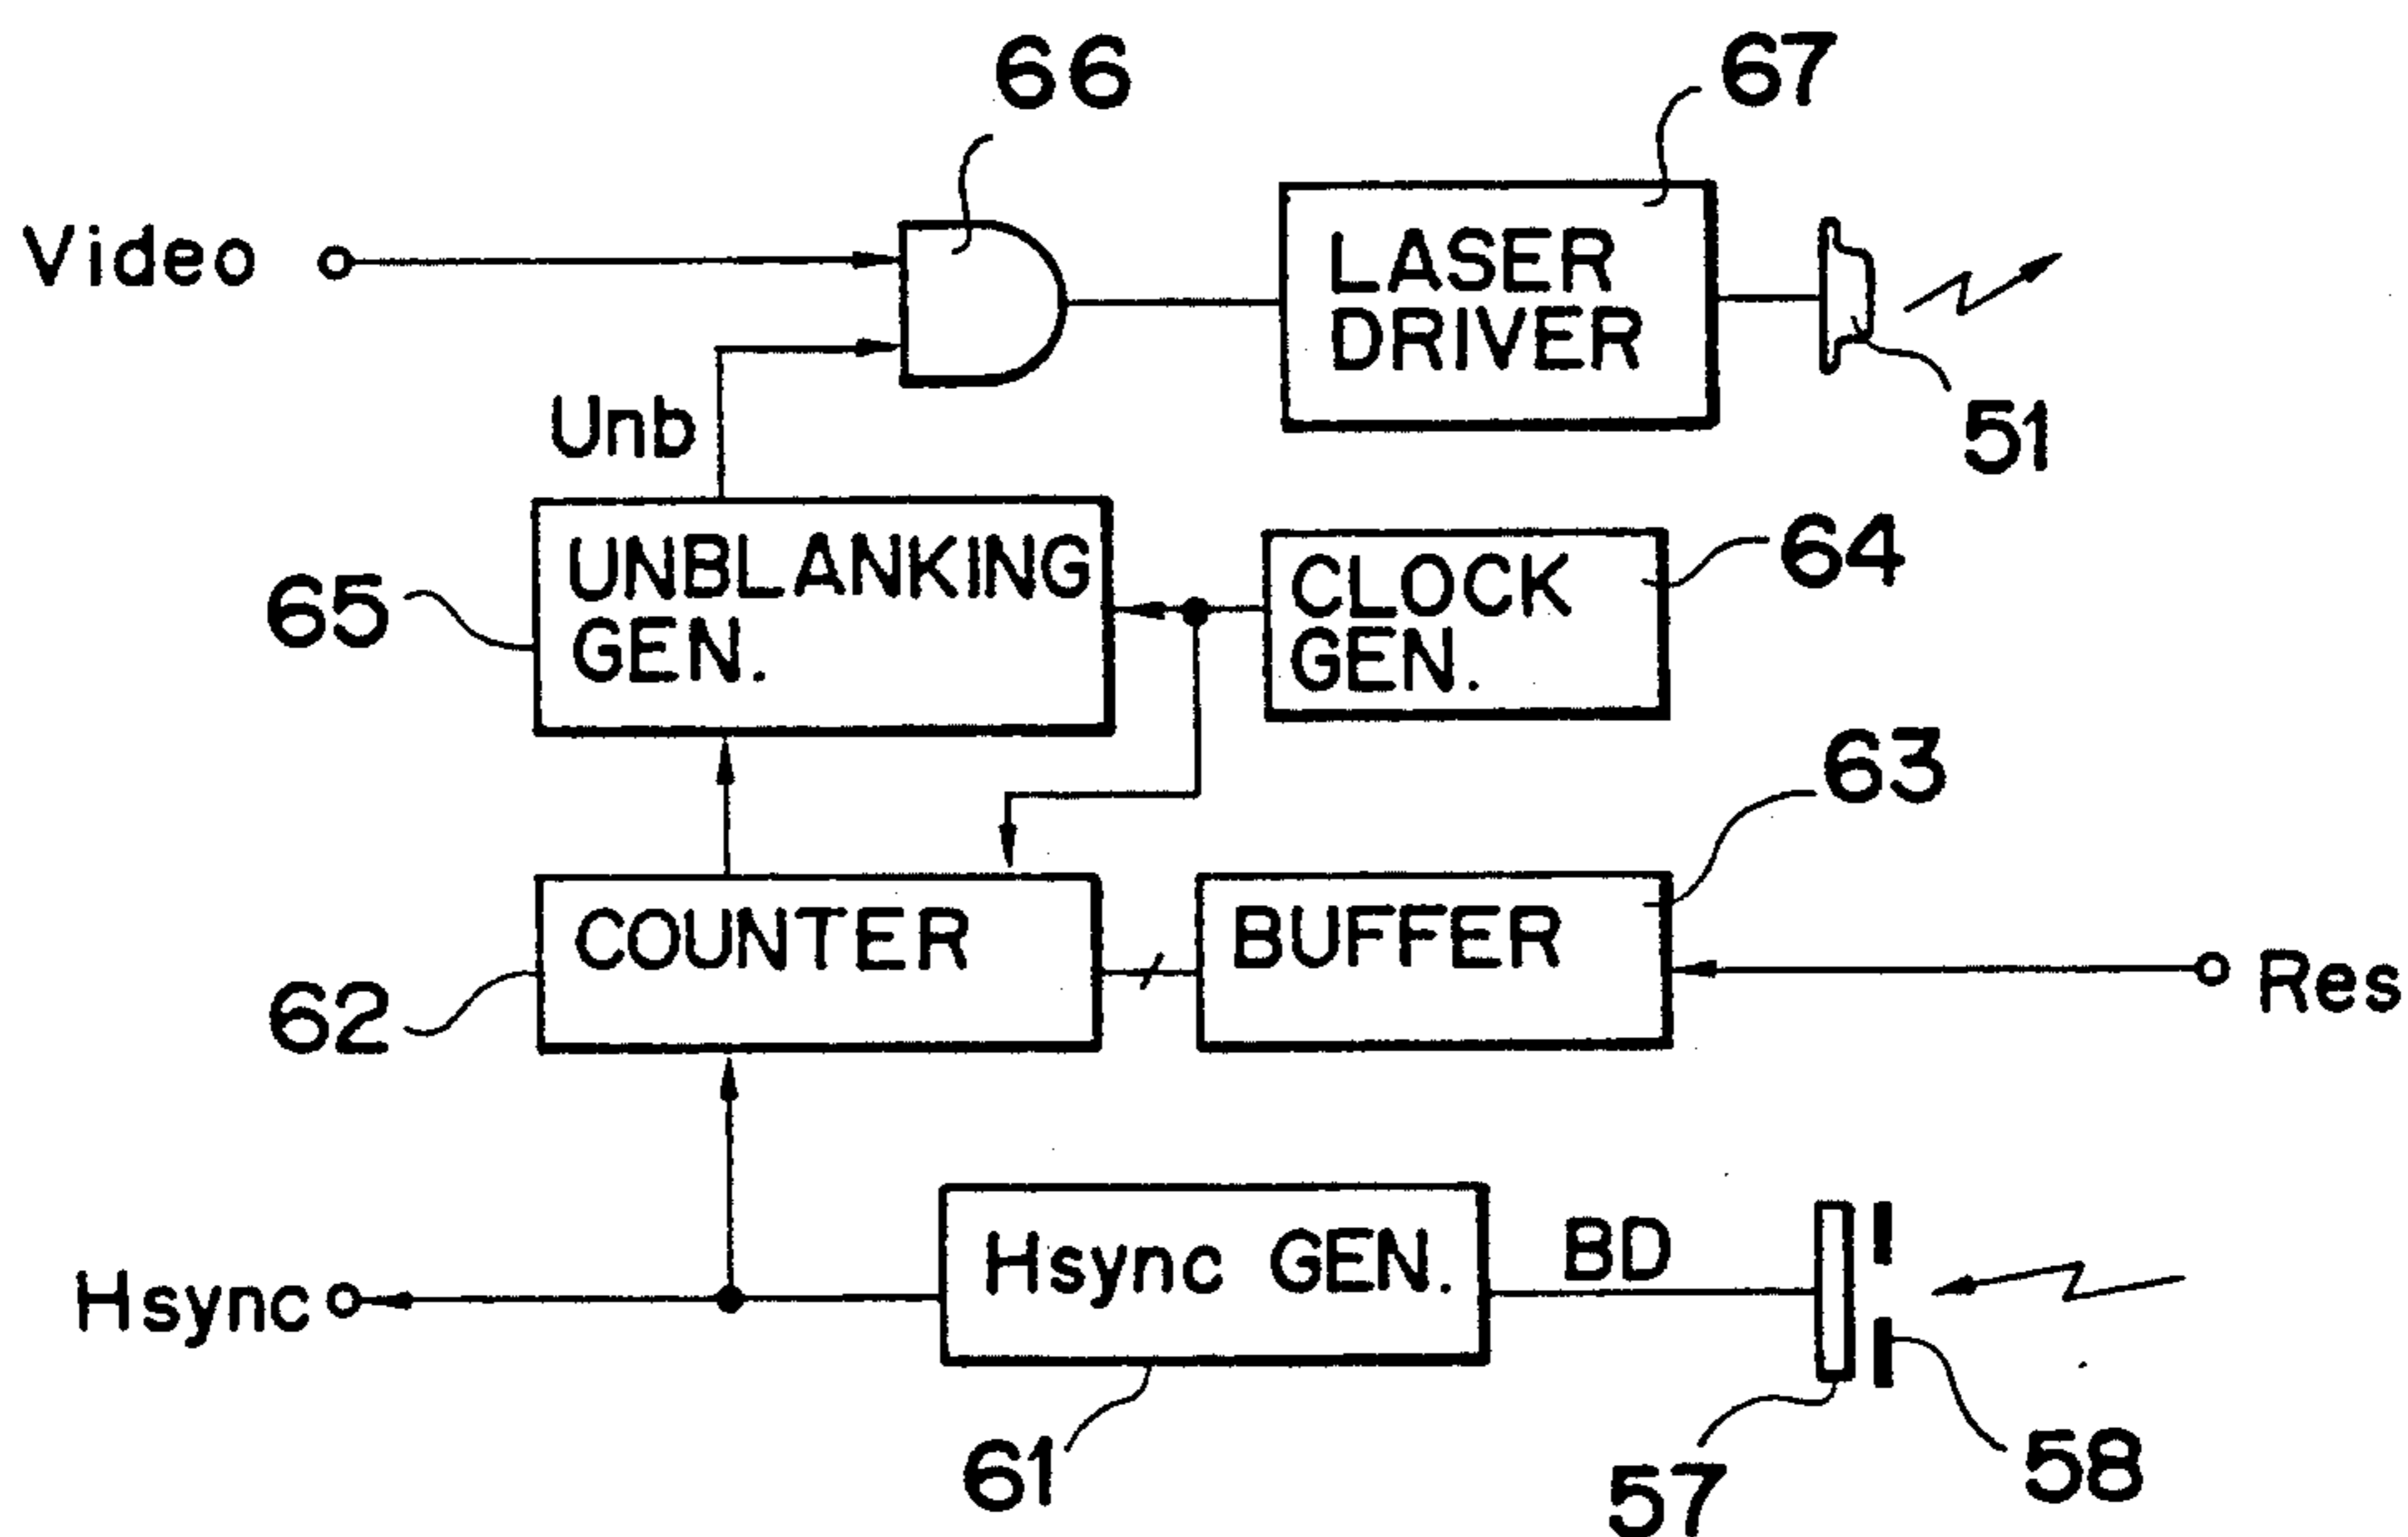 66
67
Video
LASER
DRIVER
51
Unb
UNBLANKING
GEN.
65
CLOCK
GEN.
64
63
COUNTER
BUFFER
62
Res
Hsync
Hsync GEN.
BD
61
57
58